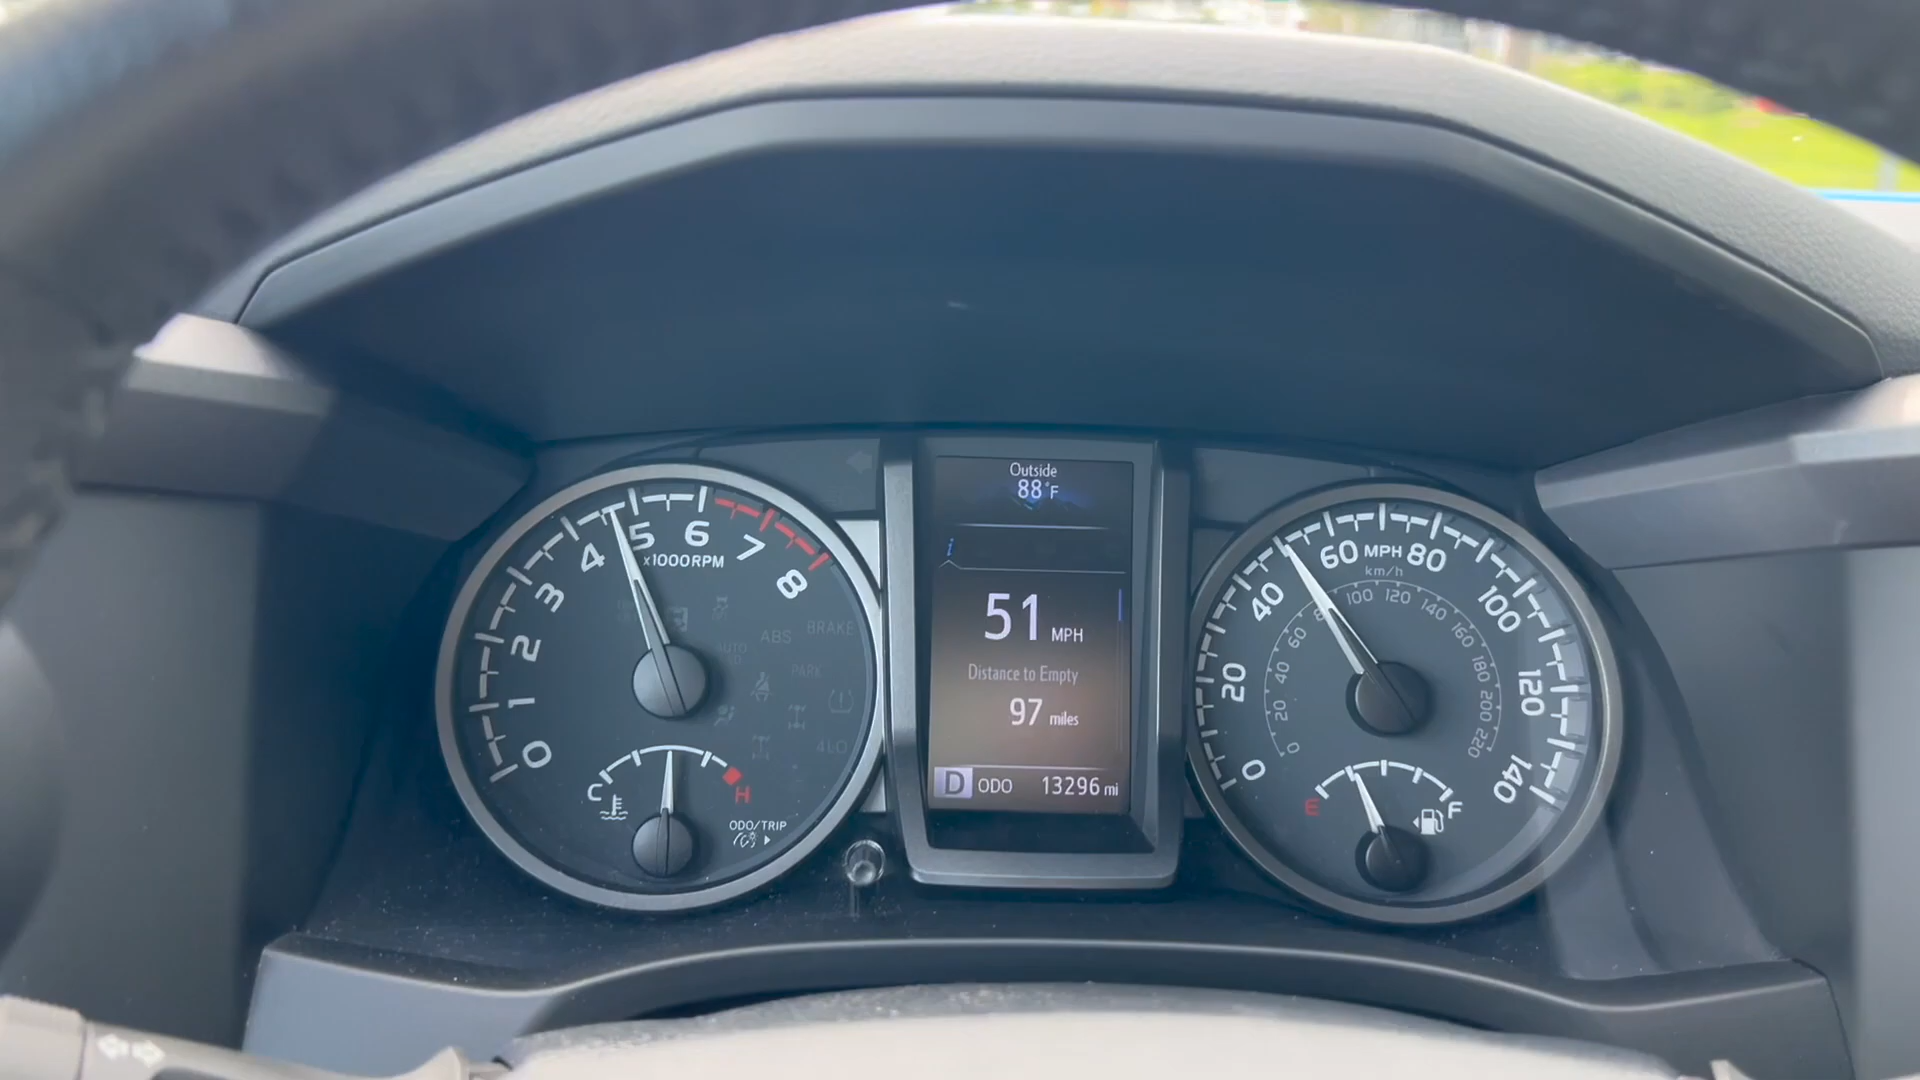 Outside
88°F
i
51 MPH
Distance to Empty
97 miles
D ODO 13296 mi
0 1 2 3 4 5 6 7 8
x1000RPM
ABS
BRAKE
AUTO
PARK
4LO
C H
ODO/TRIP
0 20 40 60 80 100 120 140
MPH
km/h
0 20 40 60 80 100 120 140 160 180 200 220
E F